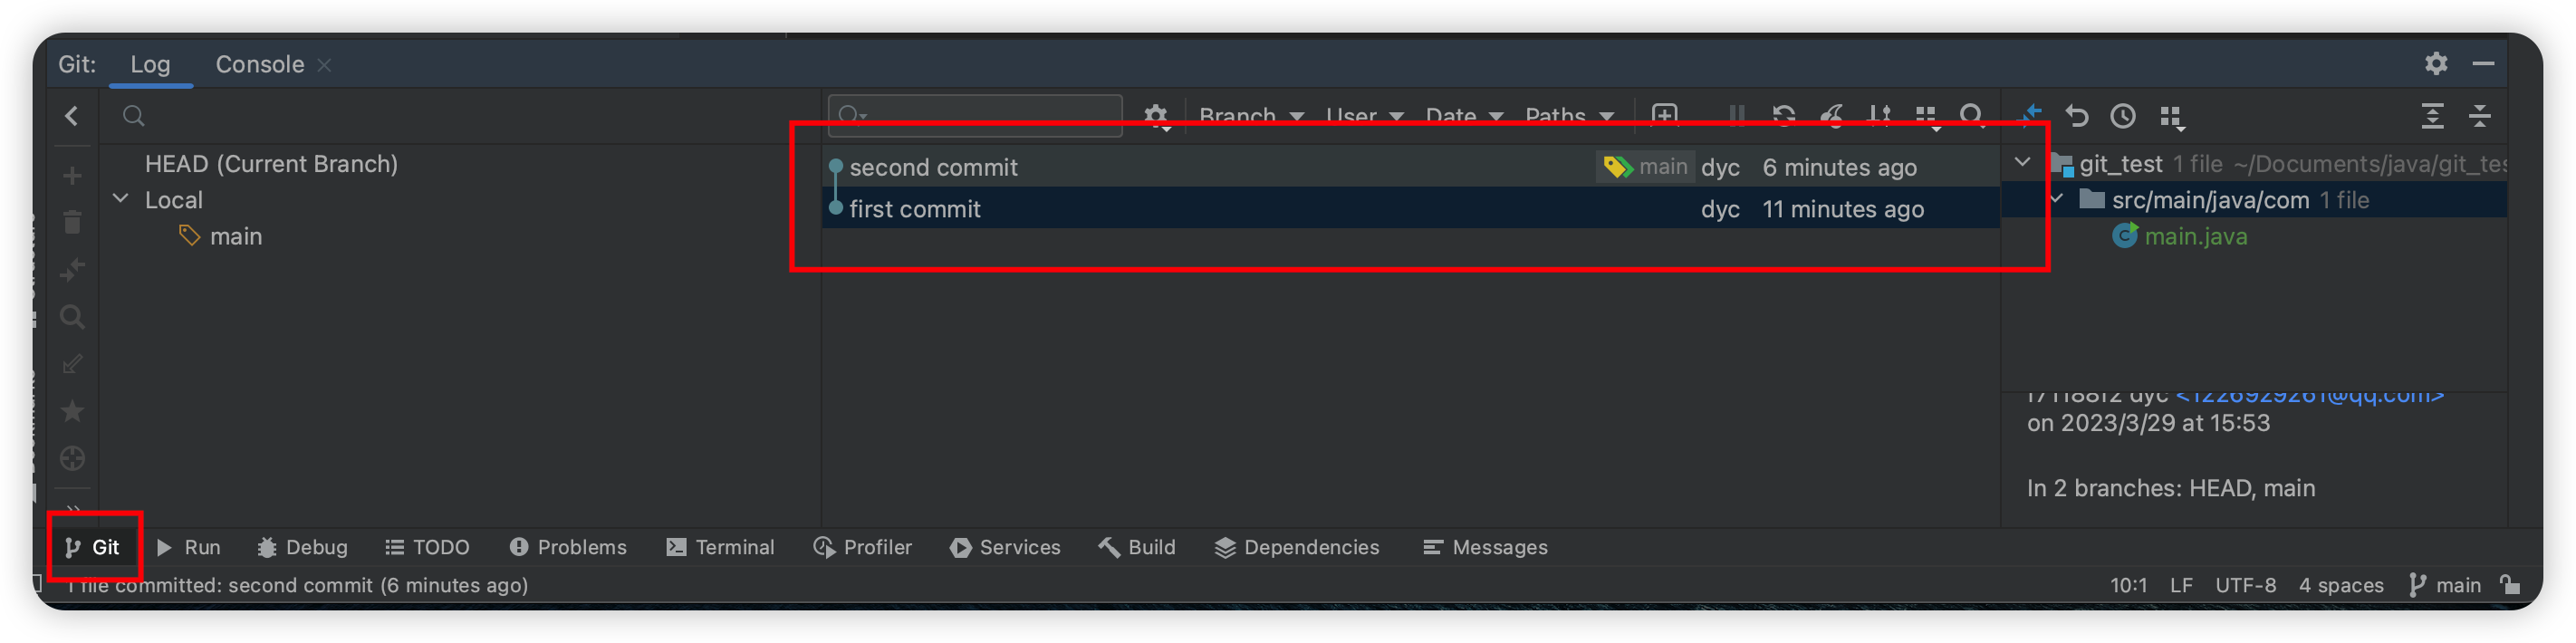 Git: Log Console
Branch User Date Paths
HEAD (Current Branch)
Local
main
second commit main dyc 6 minutes ago
first commit dyc 11 minutes ago
git_test 1 file ~/Documents/java/git_tes
src/main/java/com 1 file
main.java
17118812 dyc <1226929261@qq.com>
on 2023/3/29 at 15:53
In 2 branches: HEAD, main
Git Run Debug TODO Problems Terminal Profiler Services Build Dependencies Messages
1 file committed: second commit (6 minutes ago) 10:1 LF UTF-8 4 spaces main